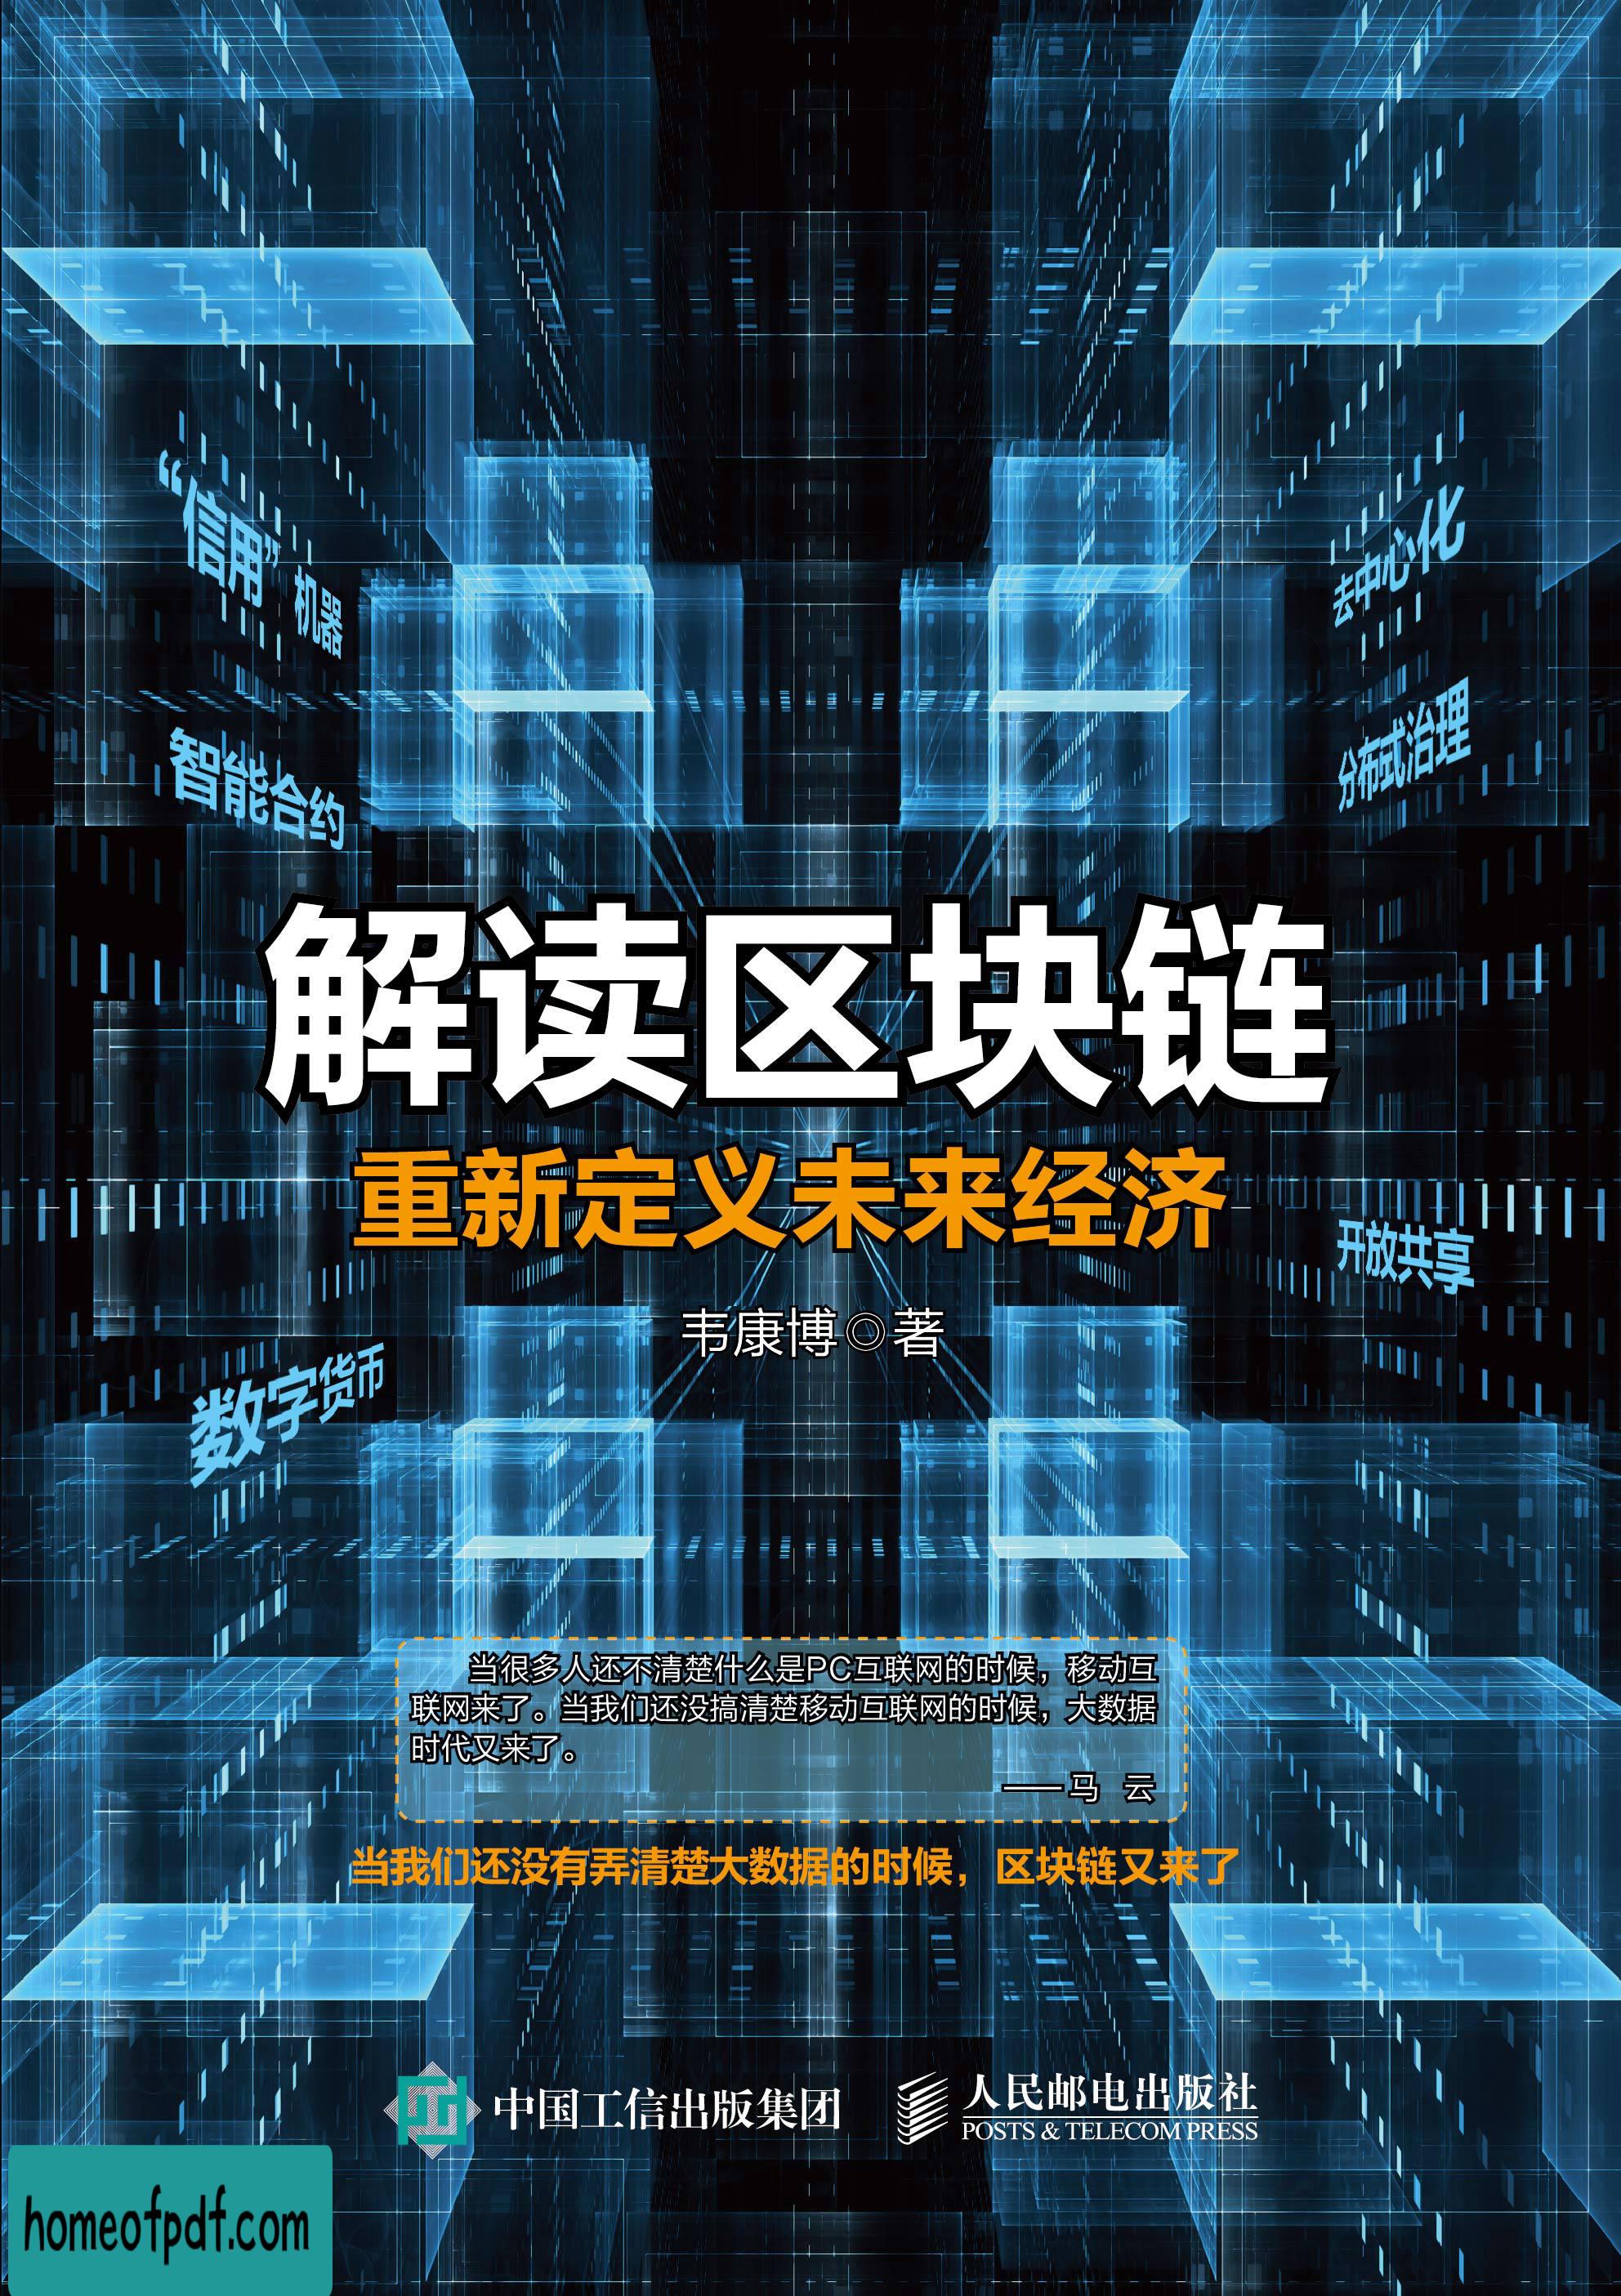 “信用”机器
去中心化
智能合约
分布式治理
解读区块链
重新定义未来经济
开放共享
韦康博◎著
数字货币
当很多人还不清楚什么是PC互联网的时候，移动互
联网来了。当我们还没搞清楚移动互联网的时候，大数据
时代又来了。
——马 云
当我们还没有弄清楚大数据的时候，区块链又来了
中国工信出版集团
人民邮电出版社
POSTS & TELECOM PRESS
homeofpdf.com